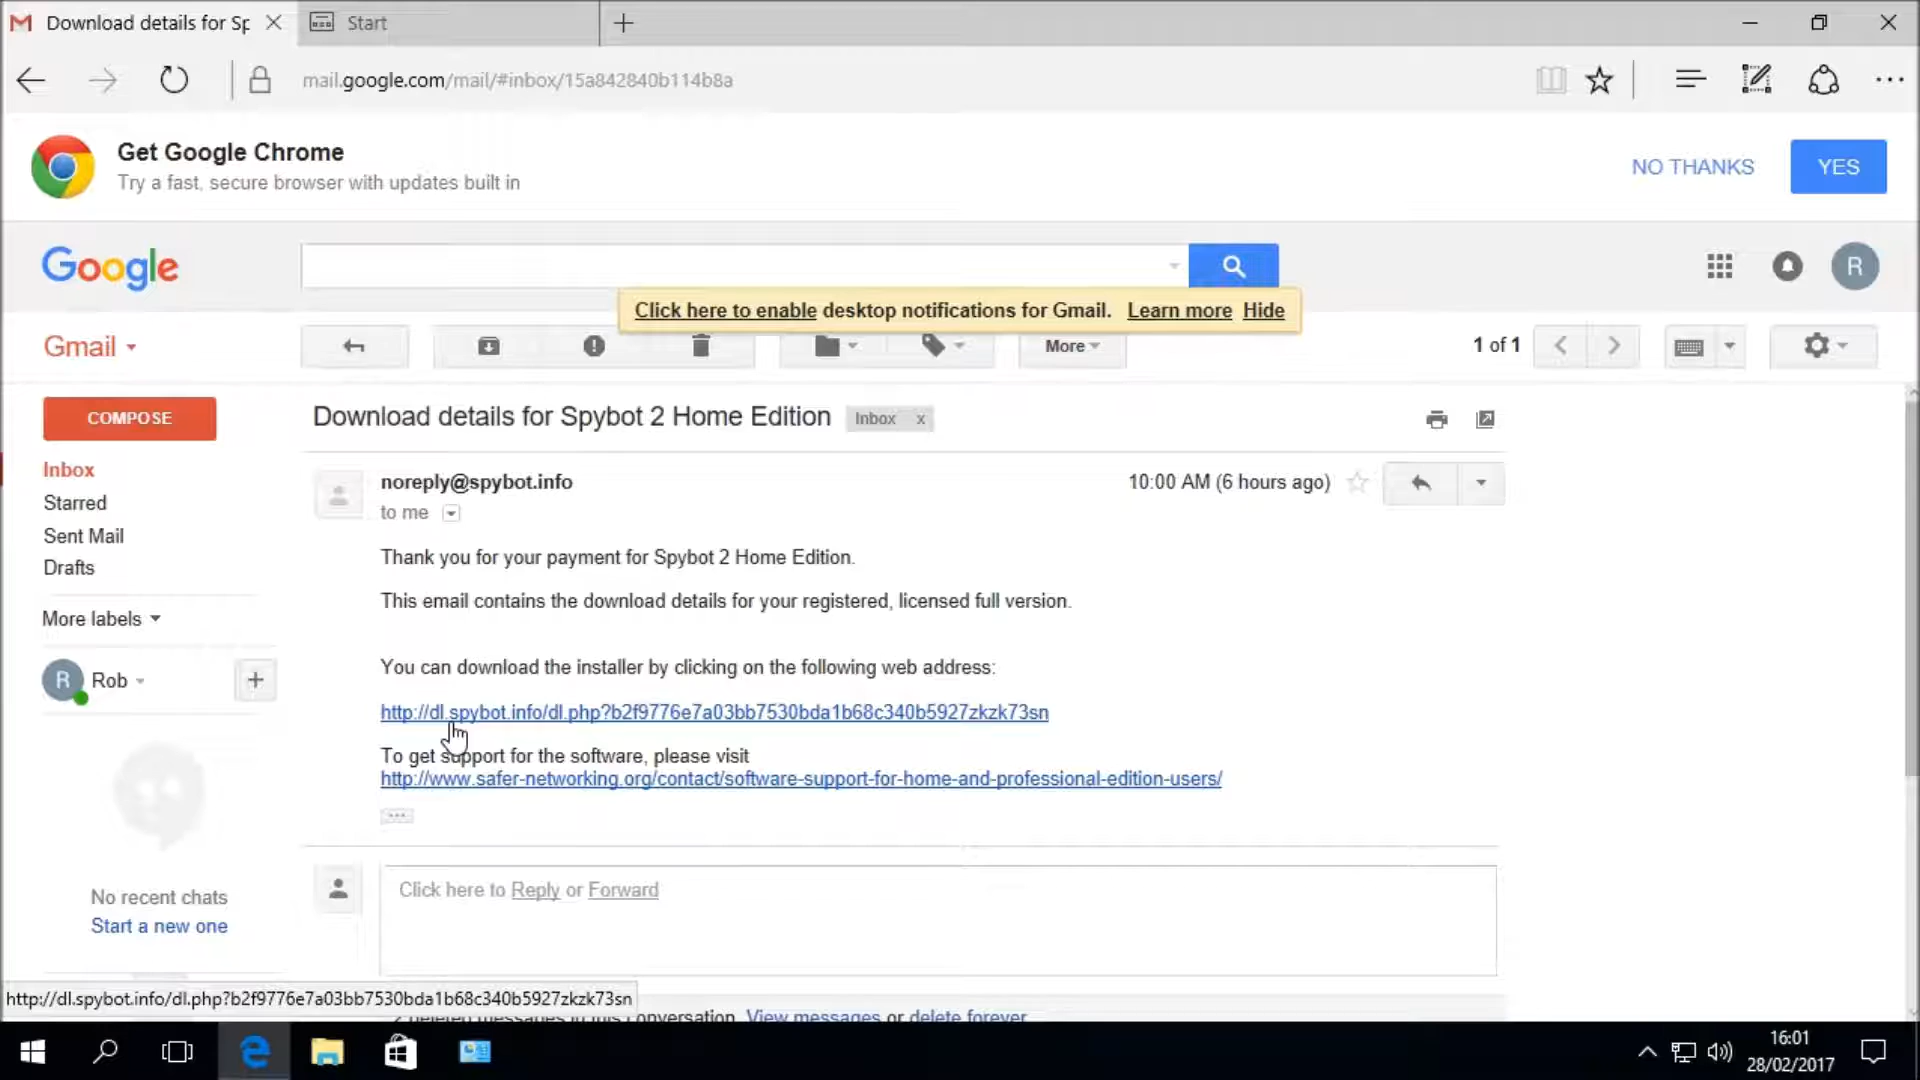 Download details for Sp
Start
mail.google.com/mail/#inbox/15a842840b114b8a
Get Google Chrome
Try a fast, secure browser with updates built in
NO THANKS
YES
Google
R
Click here to enable desktop notifications for Gmail. Learn more Hide
Gmail
More
1 of 1
COMPOSE
Download details for Spybot 2 Home Edition
Inbox x
Inbox
Starred
Sent Mail
Drafts
More labels
R Rob
noreply@spybot.info
10:00 AM (6 hours ago)
to me
Thank you for your payment for Spybot 2 Home Edition.
This email contains the download details for your registered, licensed full version.
You can download the installer by clicking on the following web address:
http://dl.spybot.info/dl.php?b2f9776e7a03bb7530bda1b68c340b5927zkzk73sn
To get support for the software, please visit
http://www.safer-networking.org/contact/software-support-for-home-and-professional-edition-users/
Click here to Reply or Forward
No recent chats
Start a new one
http://dl.spybot.info/dl.php?b2f9776e7a03bb7530bda1b68c340b5927zkzk73sn
2 deleted messages in this conversation. View messages or delete forever
16:01
28/02/2017